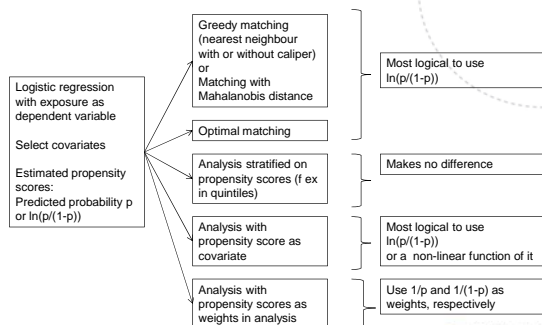 Logistic regression
with exposure as
dependent variable
Select covariates
Estimated propensity
scores:
Predicted probability p
or ln(p/(1-p))
Greedy matching
(nearest neighbour
with or without caliper)
or
Matching with
Mahalanobis distance
Optimal matching
Analysis stratified on
propensity scores (f ex
in quintiles)
Analysis with
propensity score as
covariate
Analysis with
propensity scores as
weights in analysis
Most logical to use
ln(p/(1-p))
Makes no difference
Most logical to use
ln(p/(1-p))
or a non-linear function of it
Use 1/p and 1/(1-p) as
weights, respectively